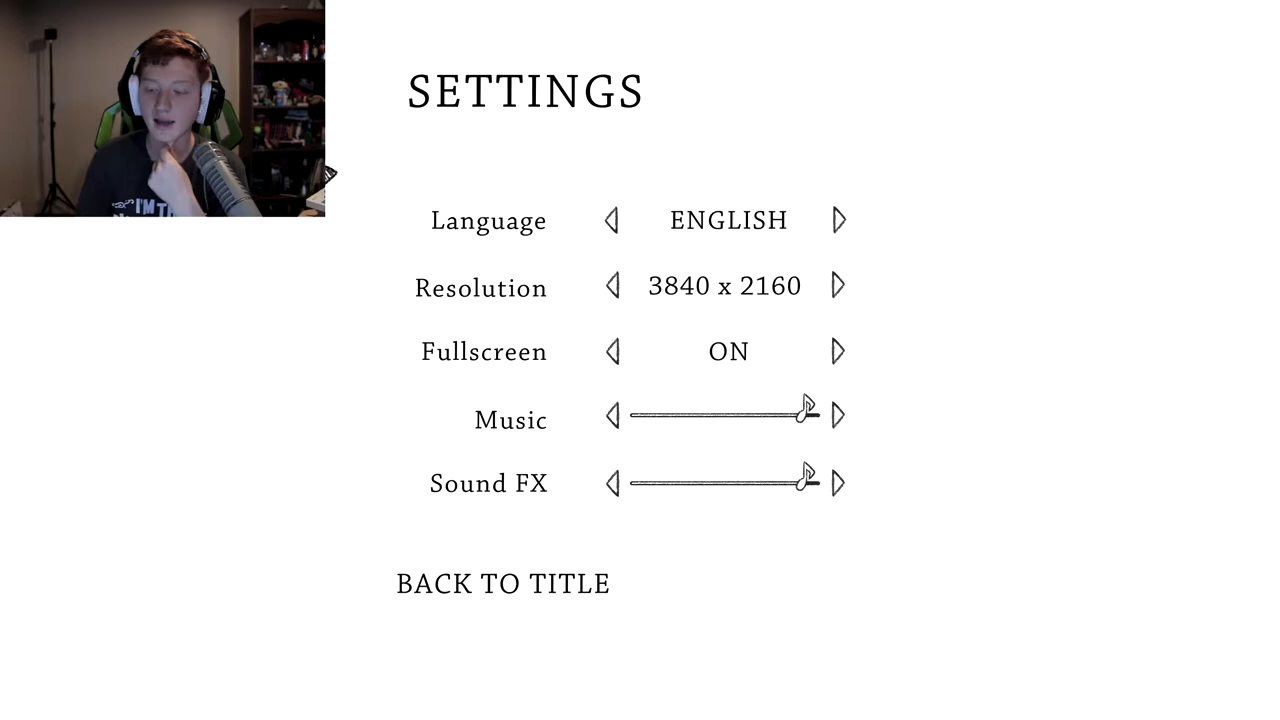 SETTINGS
Language ENGLISH
Resolution 3840 x 2160
Fullscreen ON
Music
Sound FX
BACK TO TITLE
I'M